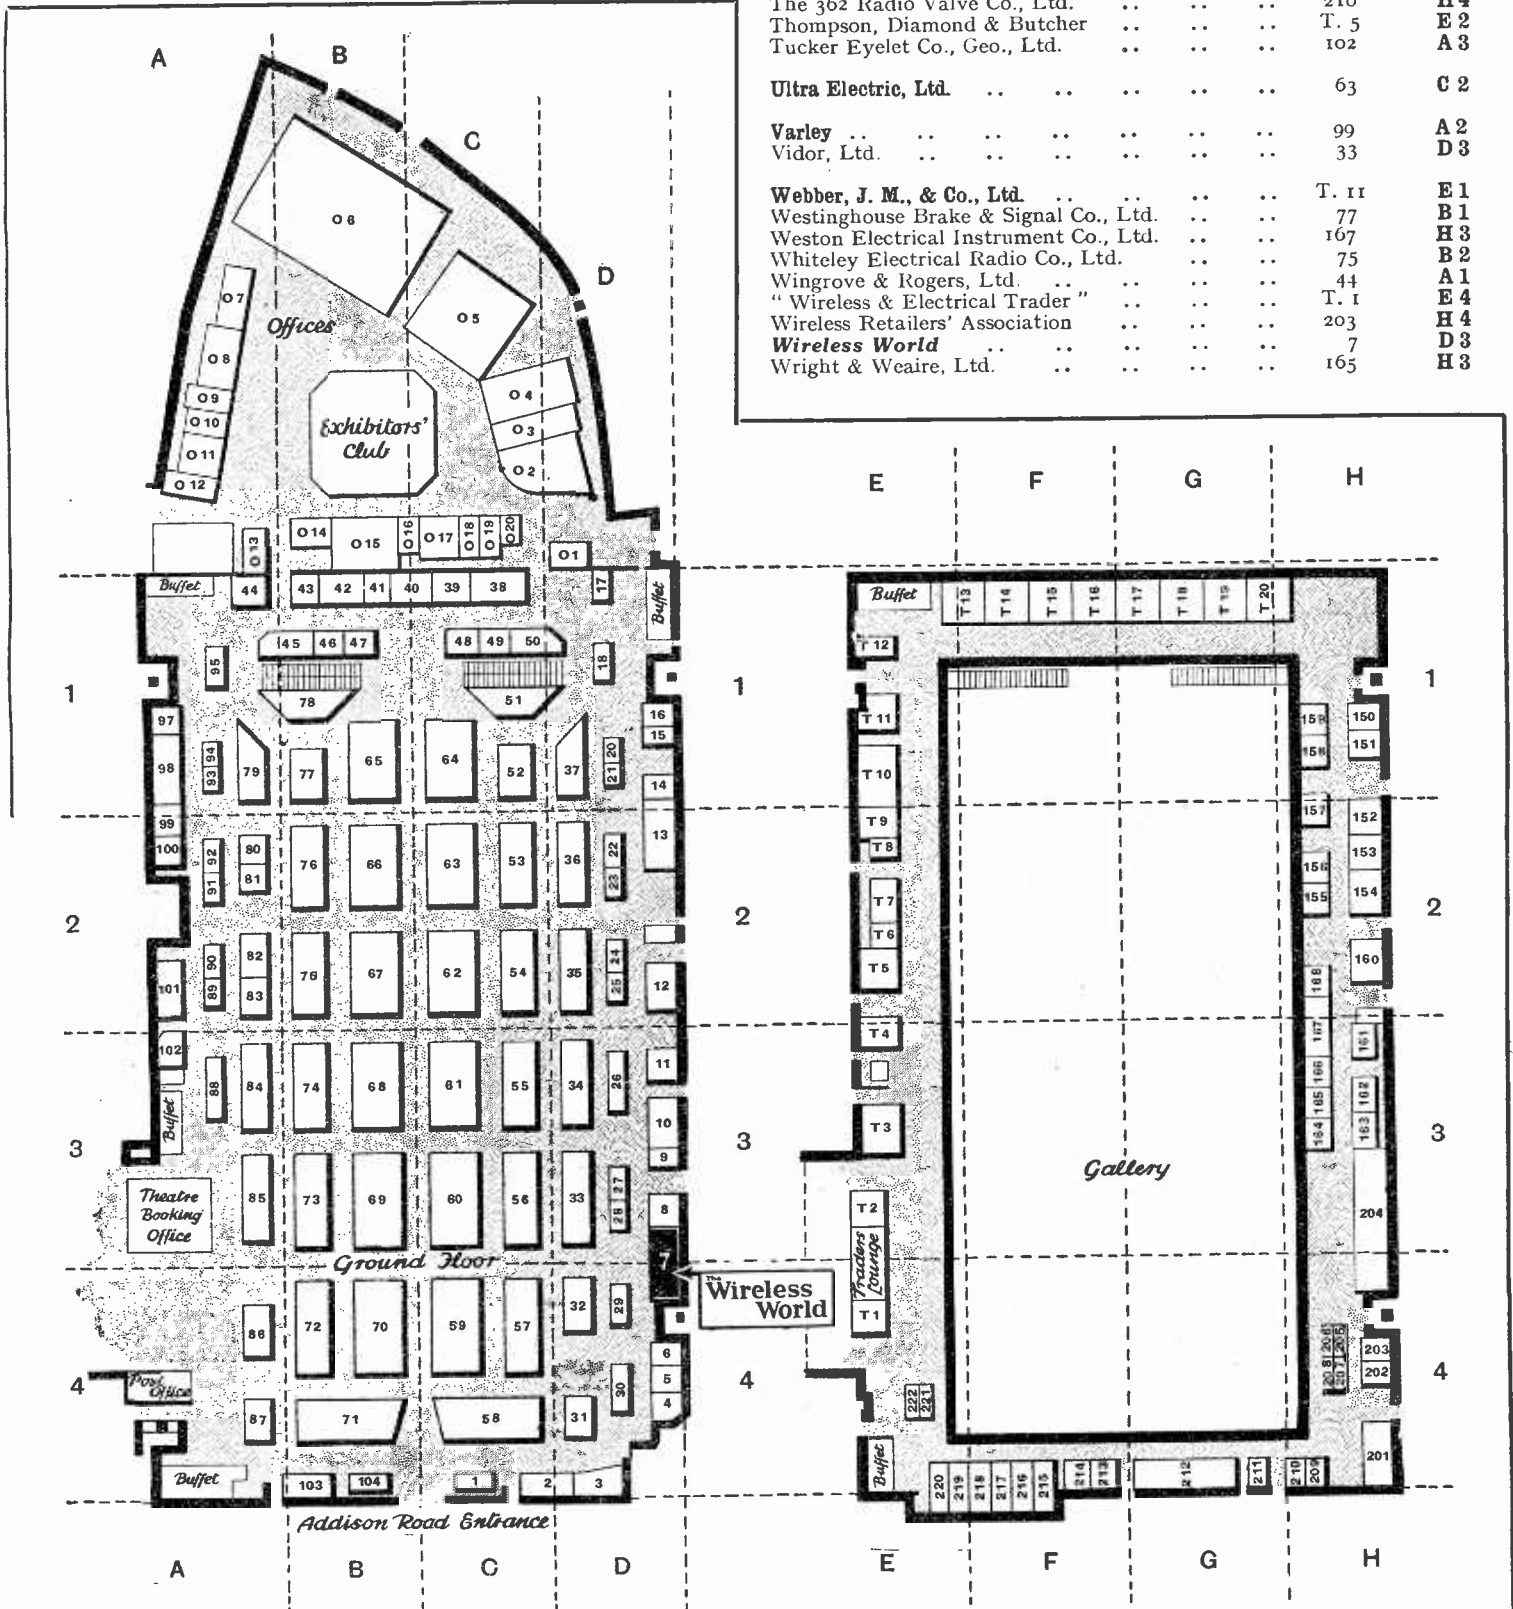 The 362 Radio Valve Co., Ltd. .. .. .. 210 H 4
Thompson, Diamond & Butcher .. .. .. T. 5 E 2
Tucker Eyelet Co., Geo., Ltd. .. .. .. 102 A 3
Ultra Electric, Ltd. .. .. .. .. .. 63 C 2
Varley .. .. .. .. .. .. .. 99 A 2
Vidor, Ltd. .. .. .. .. .. .. 33 D 3
Webber, J. M., & Co., Ltd. .. .. .. .. T. 11 E 1
Westinghouse Brake & Signal Co., Ltd. .. .. 77 B 1
Weston Electrical Instrument Co., Ltd. .. .. 167 H 3
Whiteley Electrical Radio Co., Ltd. .. .. 75 B 2
Wingrove & Rogers, Ltd. .. .. .. .. 44 A 1
" Wireless & Electrical Trader " .. .. .. T. 1 E 4
Wireless Retailers' Association .. .. .. 203 H 4
Wireless World .. .. .. .. .. 7 D 3
Wright & Weaire, Ltd. .. .. .. .. 165 H 3
A B C D
O 6
O 7
O 5
Offices
O 8
O 4
O 9
O 3
O 10
Exhibitors'
Club
O 11
O 2
O 12
O 13 O 14 O 15 O 16 O 17 O 18 O 19 O20 O 1
Buffet 44 43 42 41 40 39 38 17 Buffet
45 46 47 48 49 50
95 18
1 78 51 1
97 16
15
98 94 93 79 77 65 64 52 37 20 21 14
99 13
100 92 91 80 81 76 66 63 53 36 22 23
2 2
101 90 89 82 83 75 67 62 54 35 24 25 12
102 88 84 74 68 61 55 34 26 11
Buffet 10
3 3
9
Theatre
Booking
Office
85 73 69 60 56 33 27 28 8
Ground Floor
7
The
Wireless
World
86 72 70 59 57 32 29
6
5
4
4 4
Post
Office
87 71 58 31 30
Buffet 103 104 1 2 3
Addison Road Entrance
A B C D
E F G H
Buffet T 13 T 14 T 15 T 16 T 17 T 18 T 19 T 20
T 12
1
T 11 159 150
158 151
T 10
T 9 157 152
T 8 153
156
T 7 155 154
2
T 6
T 5 168 160
T 4 167 161
166
165 162
T 3 164 163
3
Gallery
T 2 204
Traders
Lounge
T 1
206 205 203
208 207 202
4
222 221
201
Buffet 220 219 218 217 216 215 214 213 212 211 210 209
E F G H